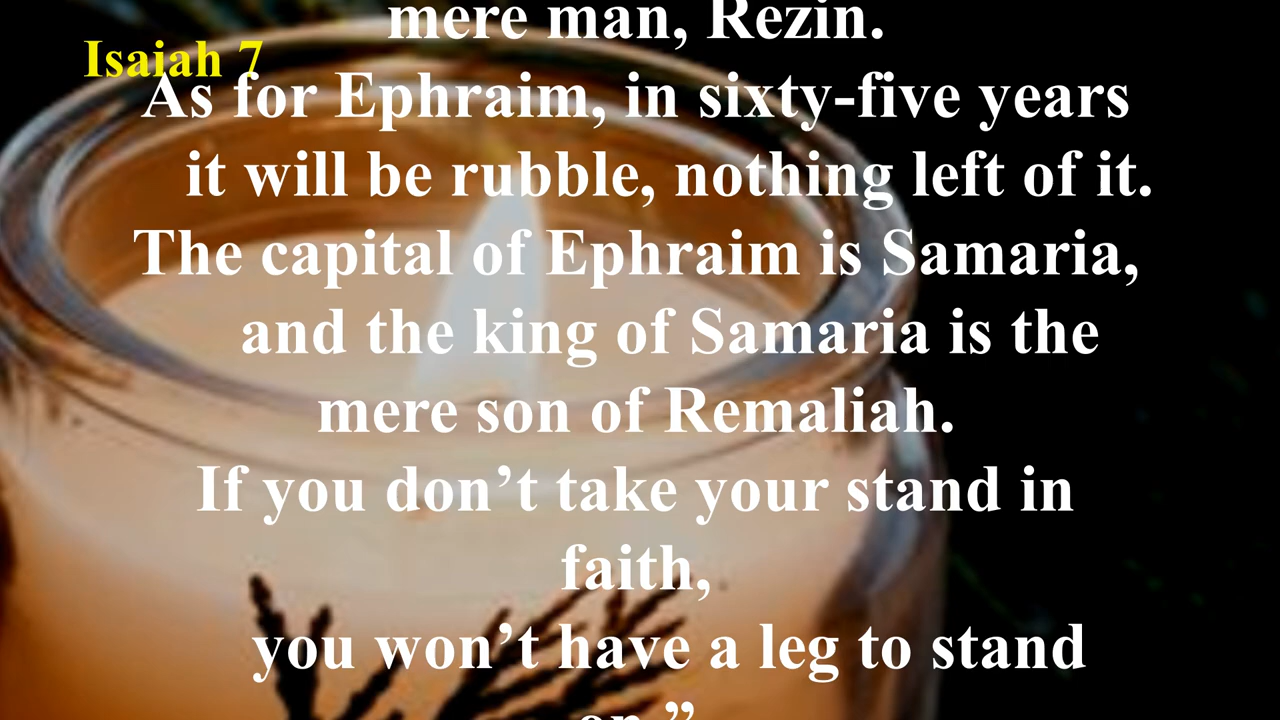 mere man, Rezin.
Isaiah 7
As for Ephraim, in sixty-five years
it will be rubble, nothing left of it.
The capital of Ephraim is Samaria,
and the king of Samaria is the
mere son of Remaliah.
If you don’t take your stand in
faith,
you won’t have a leg to stand
on.”